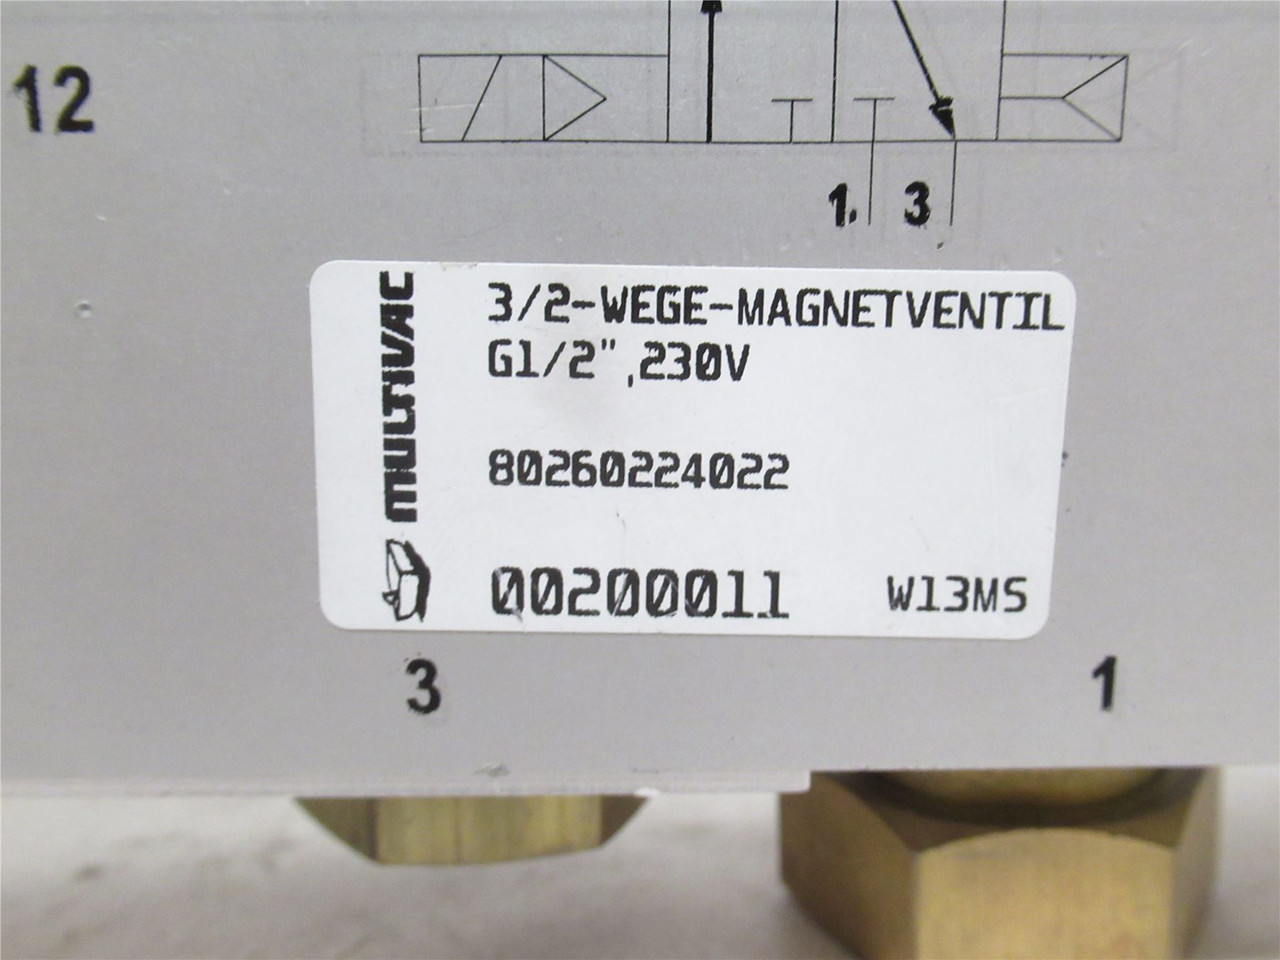 12
1. 3
MULTIVAC
3/2-WEGE-MAGNETVENTIL
G1/2",230V
80260224022
00200011 W13MS
3 1